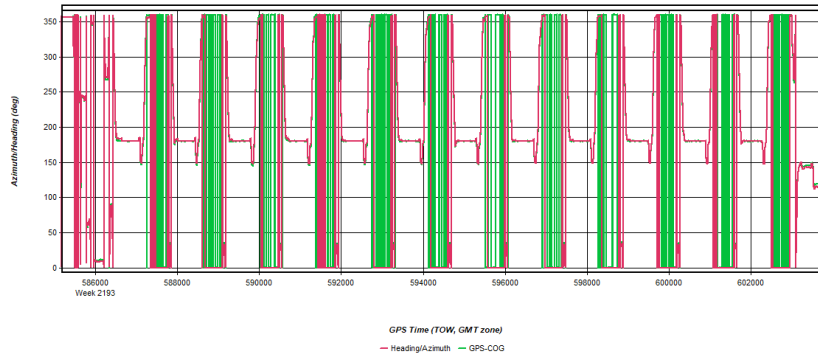 350
300
250
200
150
100
50
0
Azimuth/Heading (deg)
586000 588000 590000 592000 594000 596000 598000 600000 602000
Week 2193
GPS Time (TOW, GMT zone)
Heading/Azimuth GPS-COG